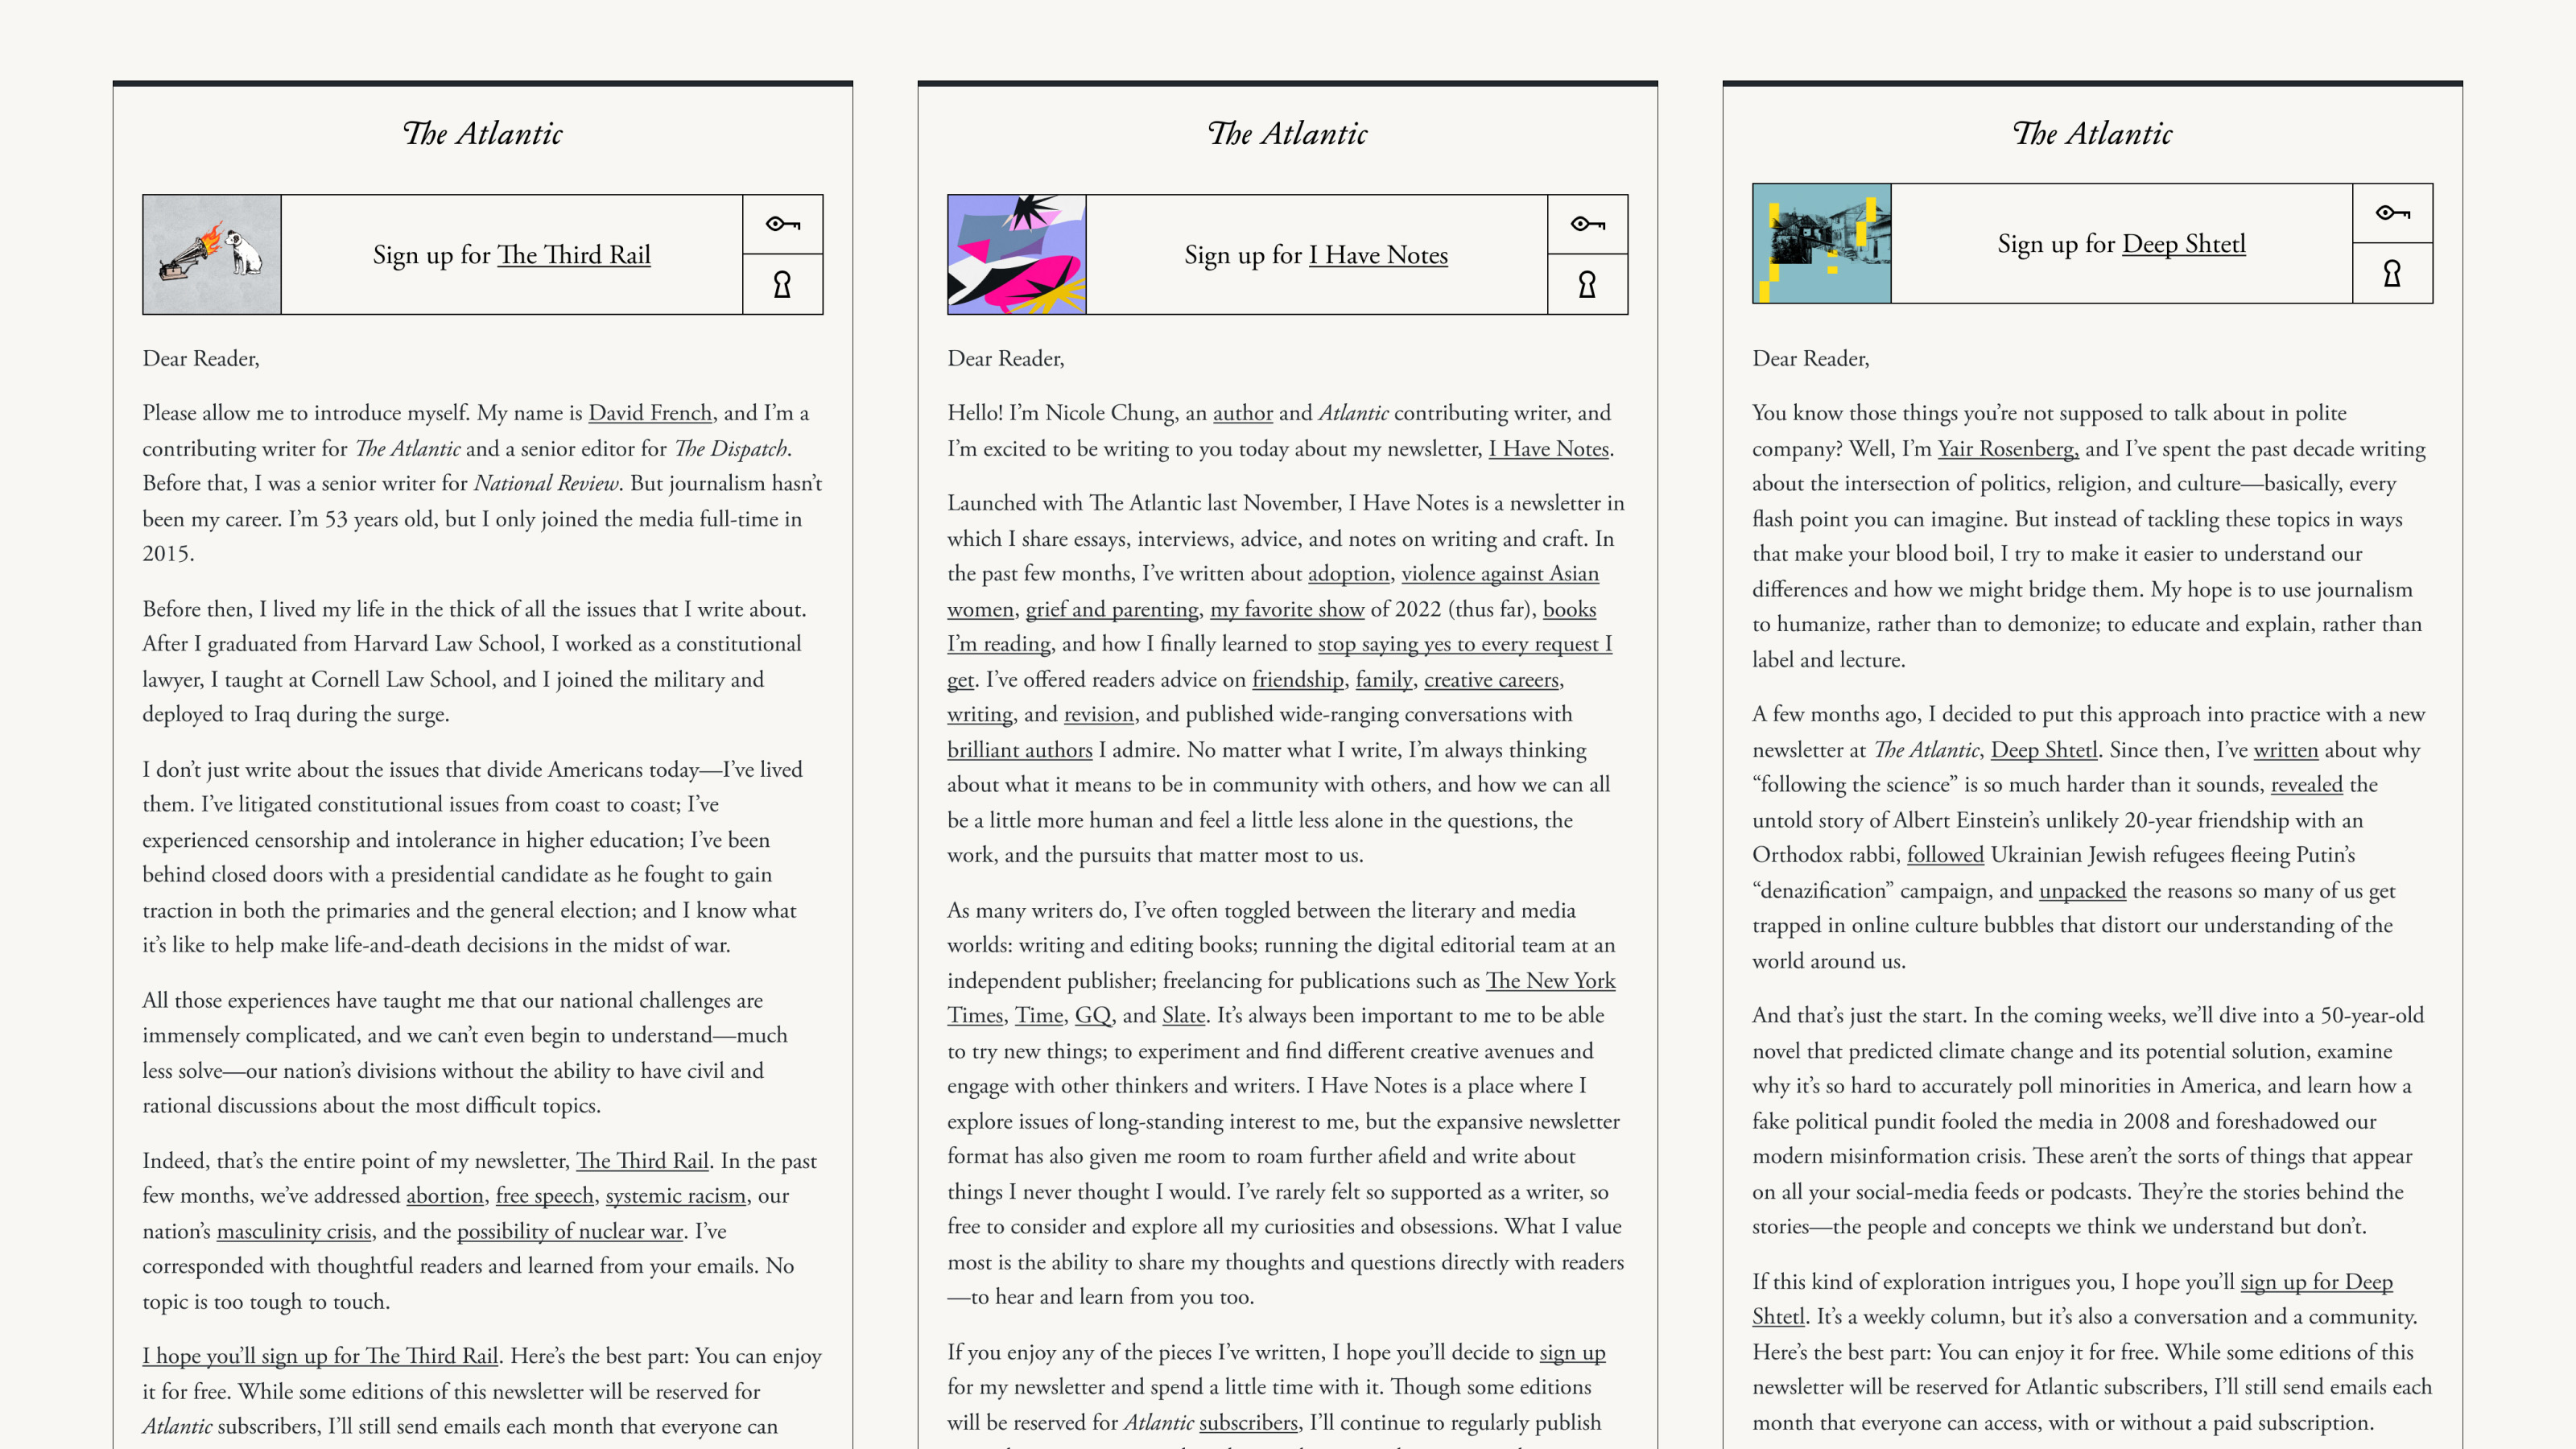 The Atlantic
Sign up for The Third Rail
Dear Reader,
Please allow me to introduce myself. My name is David French, and I’m a
contributing writer for The Atlantic and a senior editor for The Dispatch.
Before that, I was a senior writer for National Review. But journalism hasn’t
been my career. I’m 53 years old, but I only joined the media full-time in
2015.
Before then, I lived my life in the thick of all the issues that I write about.
After I graduated from Harvard Law School, I worked as a constitutional
lawyer, I taught at Cornell Law School, and I joined the military and
deployed to Iraq during the surge.
I don’t just write about the issues that divide Americans today—I’ve lived
them. I’ve litigated constitutional issues from coast to coast; I’ve
experienced censorship and intolerance in higher education; I’ve been
behind closed doors with a presidential candidate as he fought to gain
traction in both the primaries and the general election; and I know what
it’s like to help make life-and-death decisions in the midst of war.
All those experiences have taught me that our national challenges are
immensely complicated, and we can’t even begin to understand—much
less solve—our nation’s divisions without the ability to have civil and
rational discussions about the most difficult topics.
Indeed, that’s the entire point of my newsletter, The Third Rail. In the past
few months, we’ve addressed abortion, free speech, systemic racism, our
nation’s masculinity crisis, and the possibility of nuclear war. I’ve
corresponded with thoughtful readers and learned from your emails. No
topic is too tough to touch.
I hope you’ll sign up for The Third Rail. Here’s the best part: You can enjoy
it for free. While some editions of this newsletter will be reserved for
Atlantic subscribers, I’ll still send emails each month that everyone can
The Atlantic
Sign up for I Have Notes
Dear Reader,
Hello! I’m Nicole Chung, an author and Atlantic contributing writer, and
I’m excited to be writing to you today about my newsletter, I Have Notes.
Launched with The Atlantic last November, I Have Notes is a newsletter in
which I share essays, interviews, advice, and notes on writing and craft. In
the past few months, I’ve written about adoption, violence against Asian
women, grief and parenting, my favorite show of 2022 (thus far), books
I’m reading, and how I finally learned to stop saying yes to every request I
get. I’ve offered readers advice on friendship, family, creative careers,
writing, and revision, and published wide-ranging conversations with
brilliant authors I admire. No matter what I write, I’m always thinking
about what it means to be in community with others, and how we can all
be a little more human and feel a little less alone in the questions, the
work, and the pursuits that matter most to us.
As many writers do, I’ve often toggled between the literary and media
worlds: writing and editing books; running the digital editorial team at an
independent publisher; freelancing for publications such as The New York
Times, Time, GQ, and Slate. It’s always been important to me to be able
to try new things; to experiment and find different creative avenues and
engage with other thinkers and writers. I Have Notes is a place where I
explore issues of long-standing interest to me, but the expansive newsletter
format has also given me room to roam further afield and write about
things I never thought I would. I’ve rarely felt so supported as a writer, so
free to consider and explore all my curiosities and obsessions. What I value
most is the ability to share my thoughts and questions directly with readers
—to hear and learn from you too.
If you enjoy any of the pieces I’ve written, I hope you’ll decide to sign up
for my newsletter and spend a little time with it. Though some editions
will be reserved for Atlantic subscribers, I’ll continue to regularly publish
The Atlantic
Sign up for Deep Shtetl
Dear Reader,
You know those things you’re not supposed to talk about in polite
company? Well, I’m Yair Rosenberg, and I’ve spent the past decade writing
about the intersection of politics, religion, and culture—basically, every
flash point you can imagine. But instead of tackling these topics in ways
that make your blood boil, I try to make it easier to understand our
differences and how we might bridge them. My hope is to use journalism
to humanize, rather than to demonize; to educate and explain, rather than
label and lecture.
A few months ago, I decided to put this approach into practice with a new
newsletter at The Atlantic, Deep Shtetl. Since then, I’ve written about why
“following the science” is so much harder than it sounds, revealed the
untold story of Albert Einstein’s unlikely 20-year friendship with an
Orthodox rabbi, followed Ukrainian Jewish refugees fleeing Putin’s
“denazification” campaign, and unpacked the reasons so many of us get
trapped in online culture bubbles that distort our understanding of the
world around us.
And that’s just the start. In the coming weeks, we’ll dive into a 50-year-old
novel that predicted climate change and its potential solution, examine
why it’s so hard to accurately poll minorities in America, and learn how a
fake political pundit fooled the media in 2008 and foreshadowed our
modern misinformation crisis. These aren’t the sorts of things that appear
on all your social-media feeds or podcasts. They’re the stories behind the
stories—the people and concepts we think we understand but don’t.
If this kind of exploration intrigues you, I hope you’ll sign up for Deep
Shtetl. It’s a weekly column, but it’s also a conversation and a community.
Here’s the best part: You can enjoy it for free. While some editions of this
newsletter will be reserved for Atlantic subscribers, I’ll still send emails each
month that everyone can access, with or without a paid subscription.